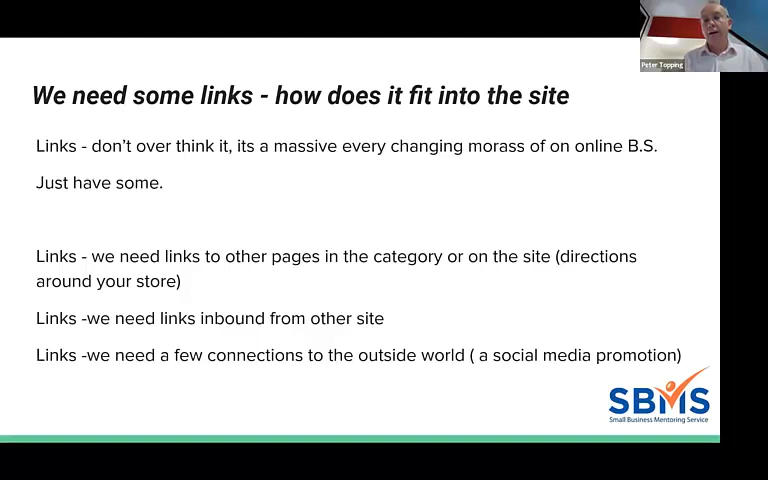 Peter Topping
We need some links - how does it fit into the site
Links - don't over think it, its a massive every changing morass of on online B.S.
Just have some.
Links - we need links to other pages in the category or on the site (directions
around your store)
Links -we need links inbound from other site
Links -we need a few connections to the outside world ( a social media promotion)
SBMS
Small Business Mentoring Service